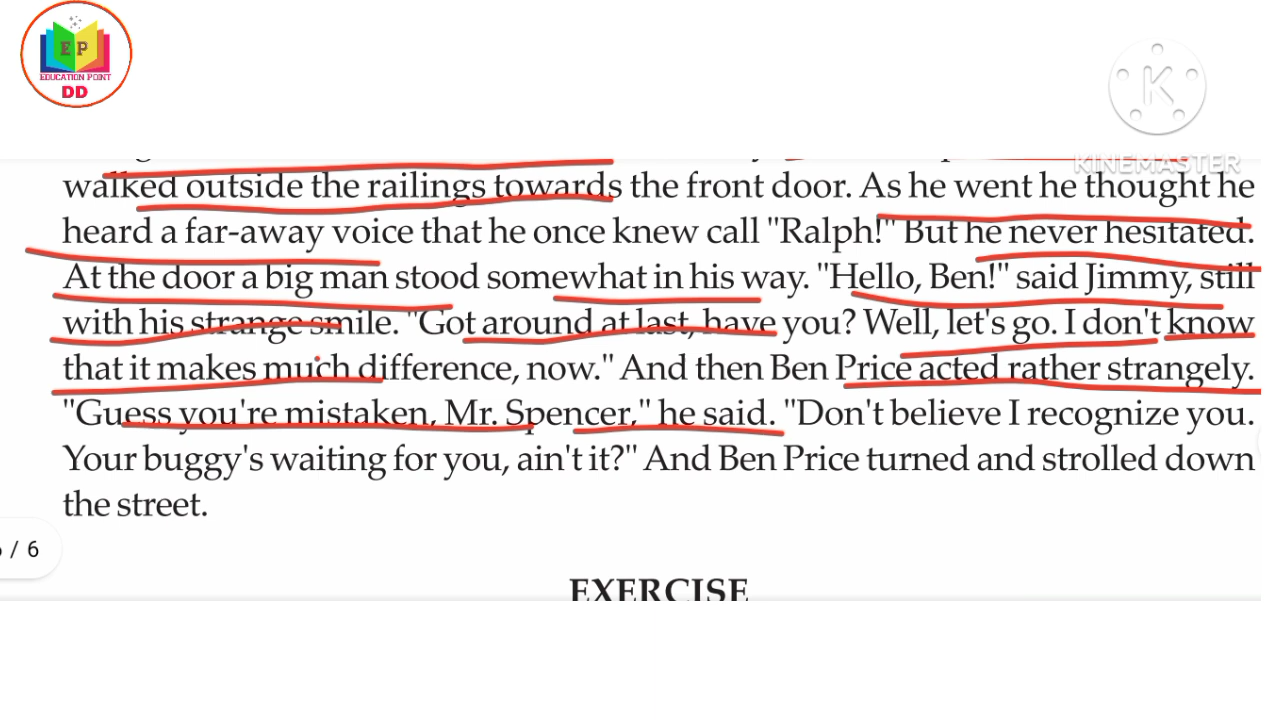 EP
EDUCATION POINT
DD
K
KINEMASTER
walked outside the railings towards the front door. As he went he thought he
heard a far-away voice that he once knew call "Ralph!" But he never hesitated.
At the door a big man stood somewhat in his way. "Hello, Ben!" said Jimmy, still
with his strange smile. "Got around at last, have you? Well, let's go. I don't know
that it makes much difference, now." And then Ben Price acted rather strangely.
"Guess you're mistaken, Mr. Spencer," he said. "Don't believe I recognize you.
Your buggy's waiting for you, ain't it?" And Ben Price turned and strolled down
the street.
/ 6
EXERCISE